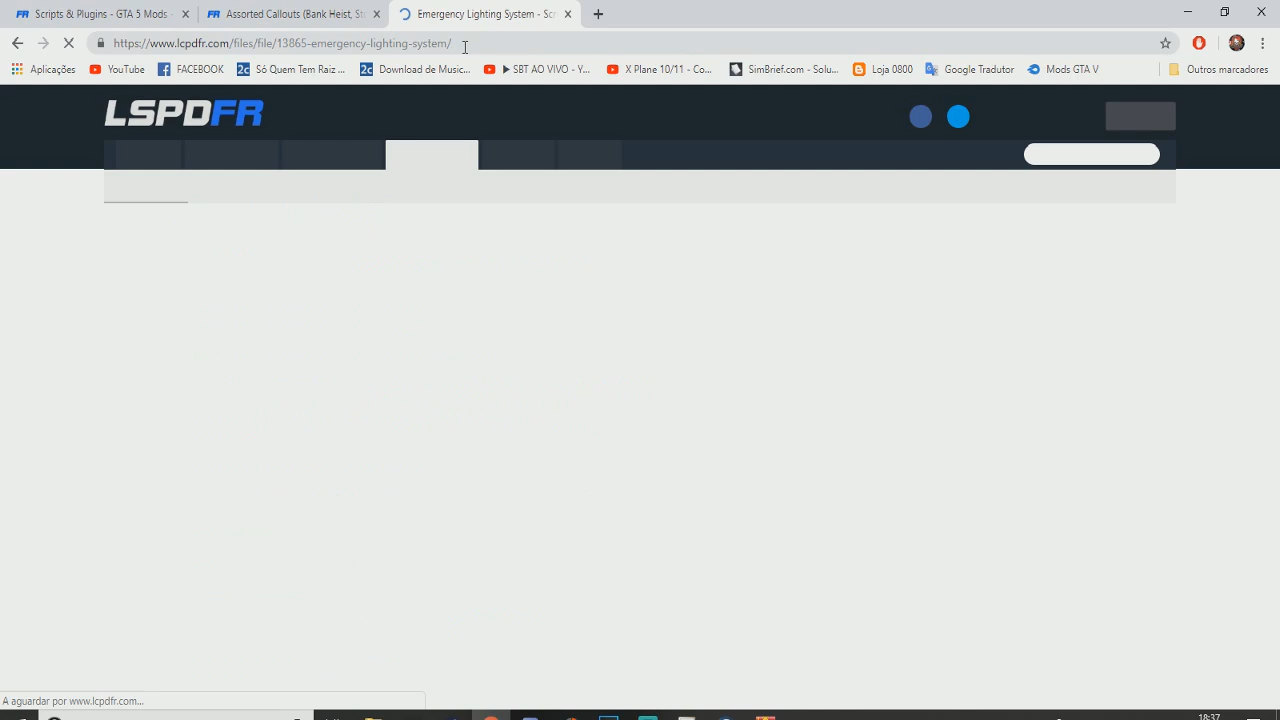 Scripts & Plugins - GTA 5 Mods -
Assorted Callouts (Bank Heist, St
Emergency Lighting System - Scr
https://www.lcpdfr.com/files/file/13865-emergency-lighting-system/
Aplicações
YouTube
FACEBOOK
Só Quem Tem Raiz ...
Download de Music...
▶ SBT AO VIVO - Y...
X Plane 10/11 - Co...
SimBrief.com - Solu...
Loja 0800
Google Tradutor
Mods GTA V
Outros marcadores
LSPDFR
A aguardar por www.lcpdfr.com...
18:37